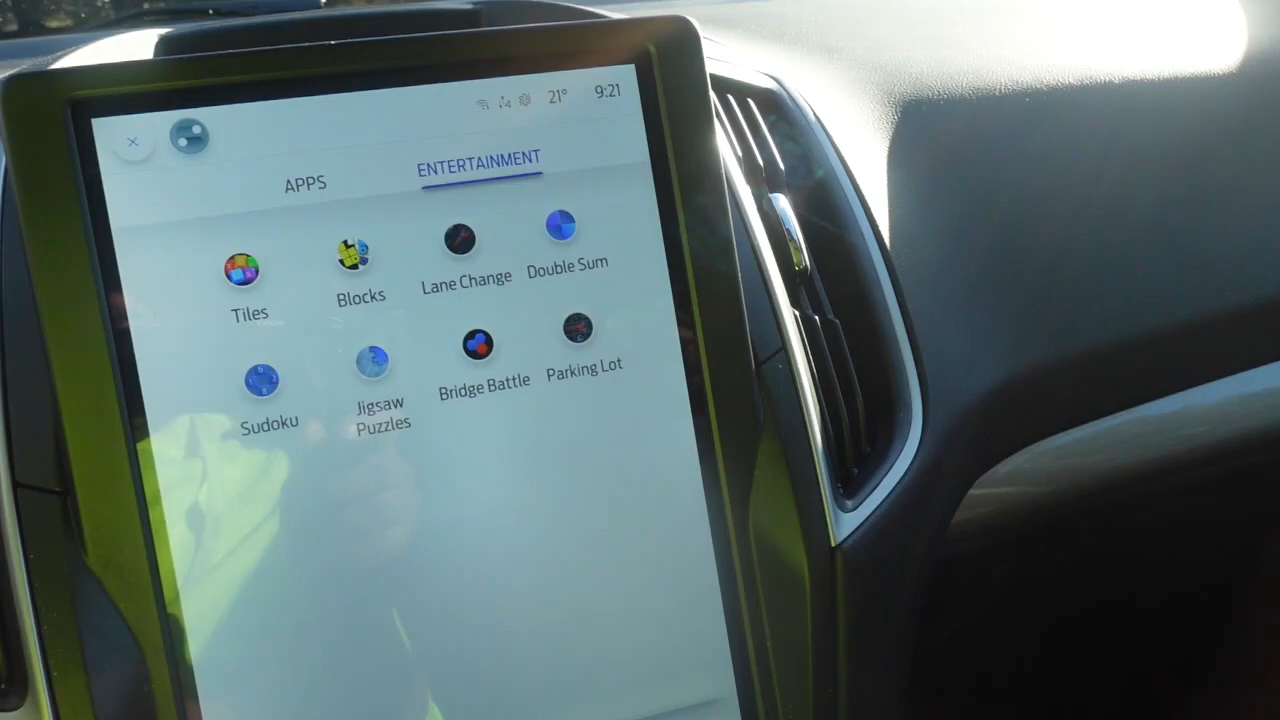 21° 9:21
APPS ENTERTAINMENT
Tiles Blocks Lane Change Double Sum
Sudoku Jigsaw Puzzles Bridge Battle Parking Lot